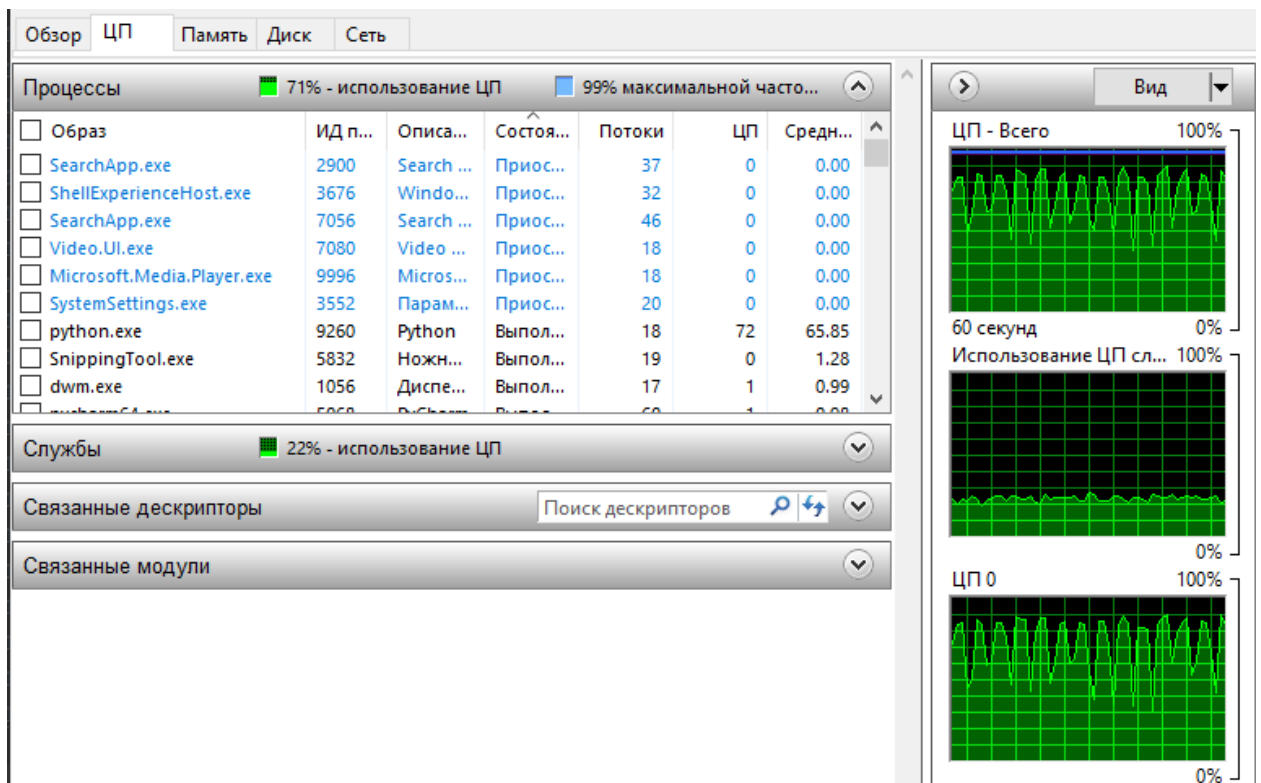 Обзор ЦП Память Диск Сеть
Процессы 71% - использование ЦП 99% максимальной часто...
Образ ИД п... Описа... Состоя... Потоки ЦП Средн...
SearchApp.exe 2900 Search ... Приос... 37 0 0.00
ShellExperienceHost.exe 3676 Windo... Приос... 32 0 0.00
SearchApp.exe 7056 Search ... Приос... 46 0 0.00
Video.UI.exe 7080 Video ... Приос... 18 0 0.00
Microsoft.Media.Player.exe 9996 Micros... Приос... 18 0 0.00
SystemSettings.exe 3552 Парам... Приос... 20 0 0.00
python.exe 9260 Python Выпол... 18 72 65.85
SnippingTool.exe 5832 Ножн... Выпол... 19 0 1.28
dwm.exe 1056 Диспе... Выпол... 17 1 0.99
Службы 22% - использование ЦП
Связанные дескрипторы Поиск дескрипторов
Связанные модули
Вид
ЦП - Всего 100%
60 секунд 0%
Использование ЦП сл... 100%
0%
ЦП 0 100%
0%